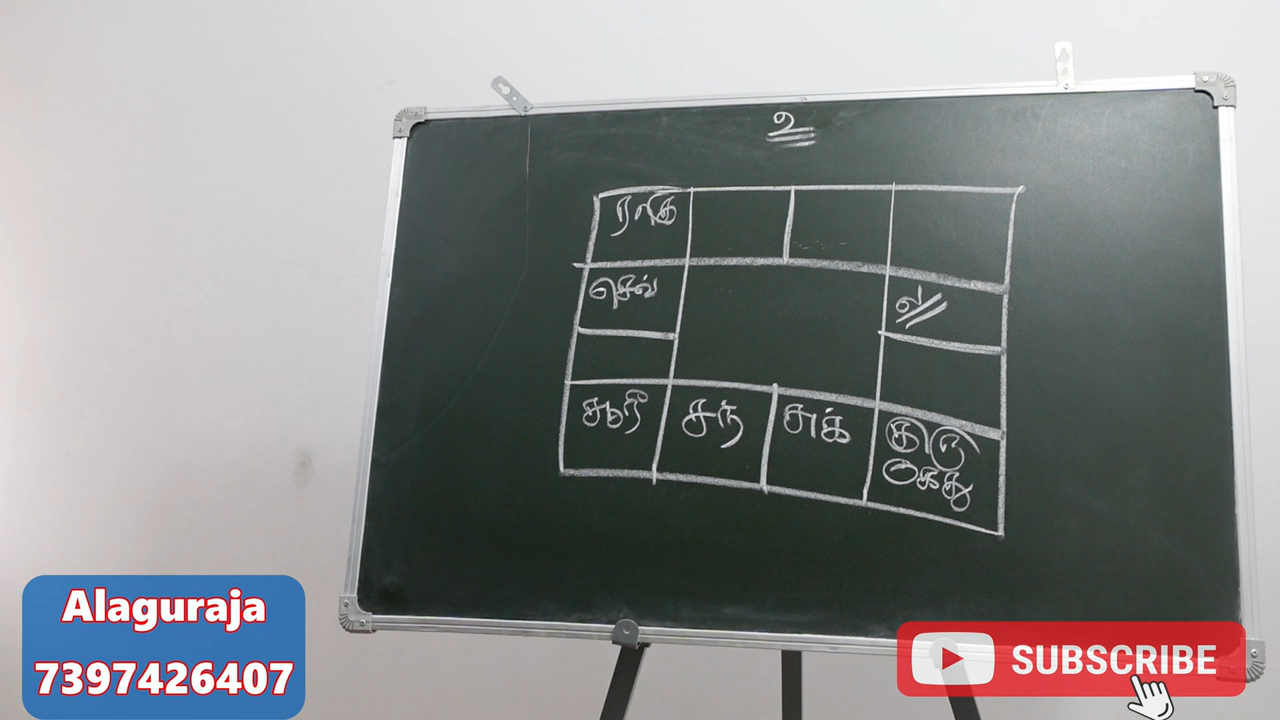 உ
ராகு
செவ்
ல//
சூரி
சந்
சுக்
குரு
கேது
Alaguraja
7397426407
SUBSCRIBE